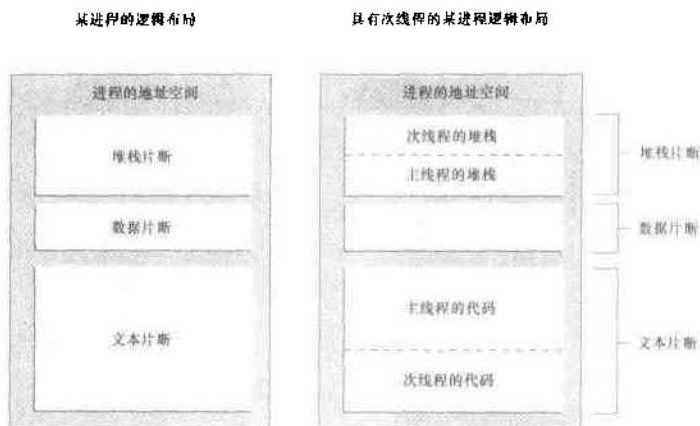 某进程的逻辑布局
具有次线程的某进程逻辑布局
进程的地址空间
堆栈片断
数据片断
文本片断
进程的地址空间
次线程的堆栈
主线程的堆栈
主线程的代码
次线程的代码
堆栈片断
数据片断
文本片断